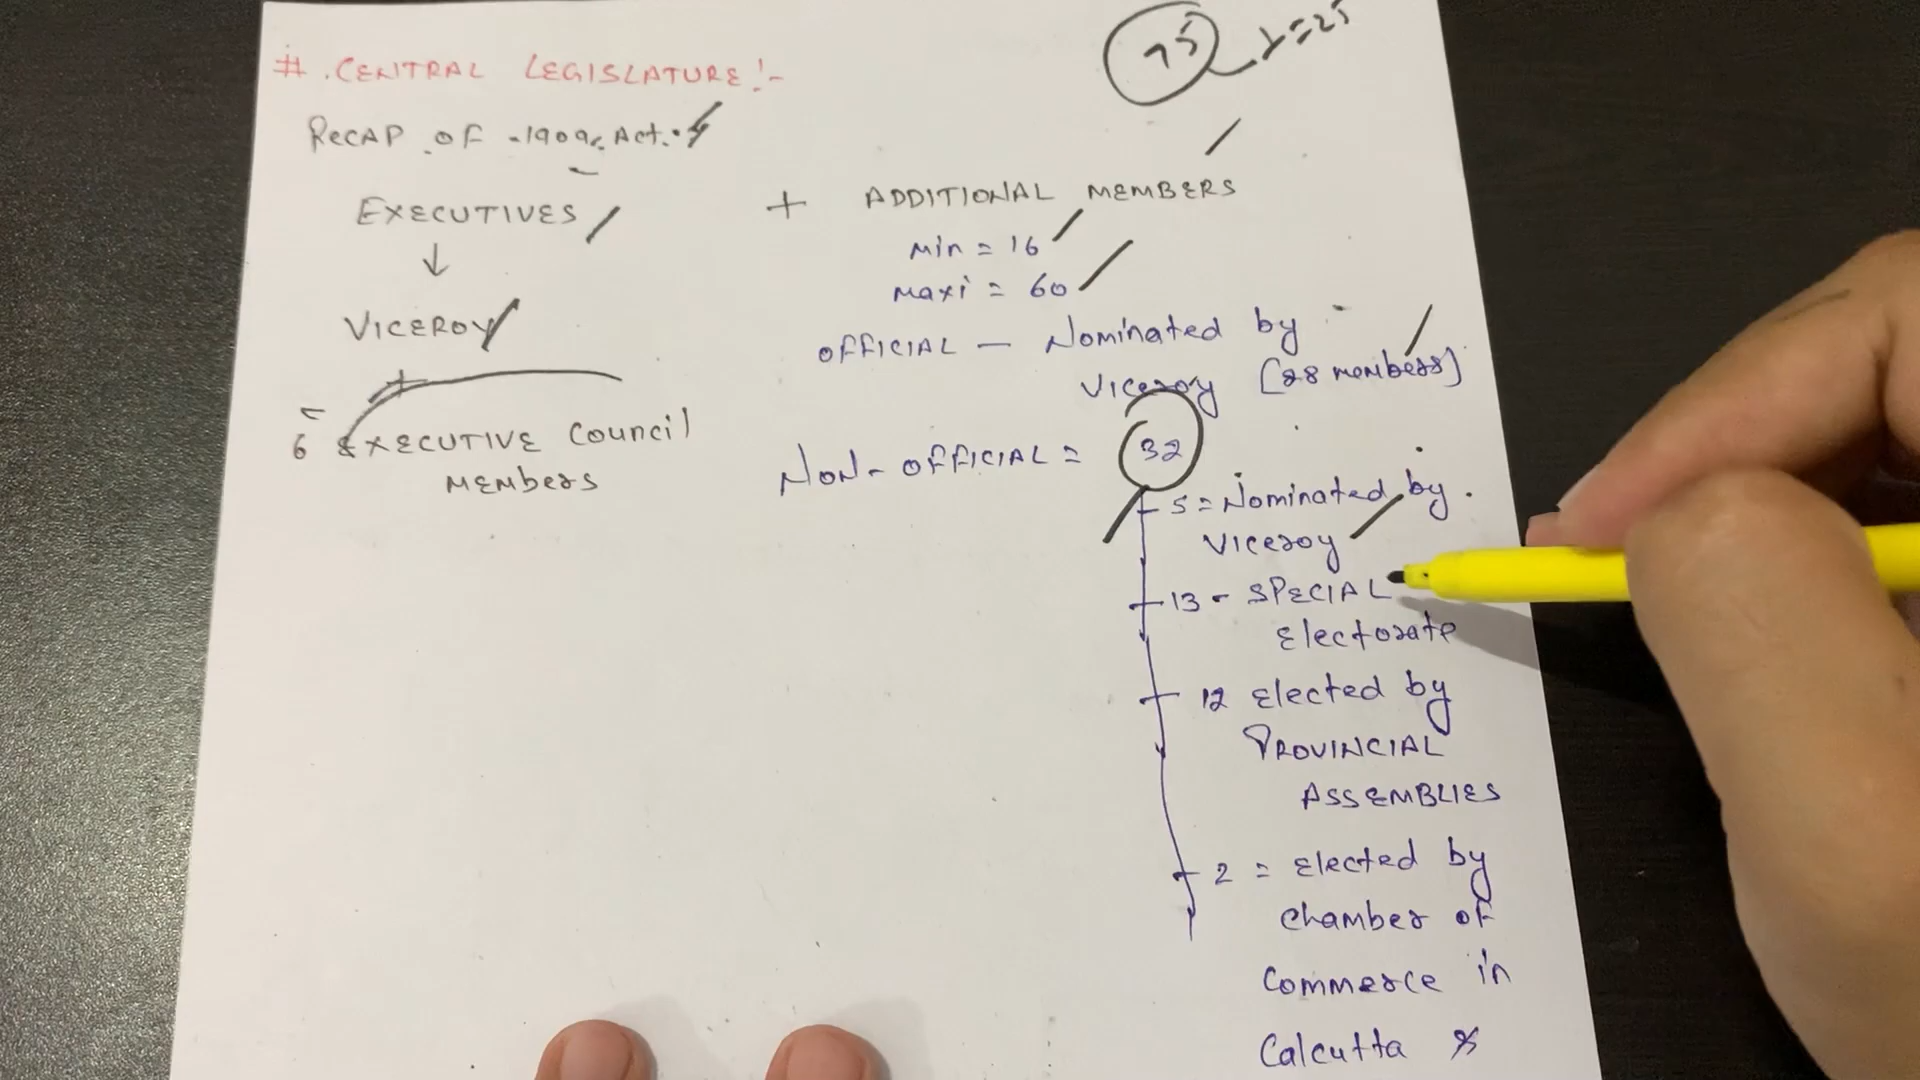 75 Y=25
# . CENTRAL LEGISLATURE!-
RECAP OF 1909 Act.
EXECUTIVES
↓
VICEROY
+
6 EXECUTIVE Council
MEMbers
+ ADDITIONAL MEMBERS
Min = 16
Maxi = 60
OFFICIAL — Nominated by
Viceroy [28 members]
NON-OFFICIAL = 32
5 = Nominated by
Viceroy
13 - SPECIAL
Electorate
12 Elected by
PROVINCIAL
ASSEMBLIES
2 = Elected by
Chamber of
Commerce in
Calcutta &